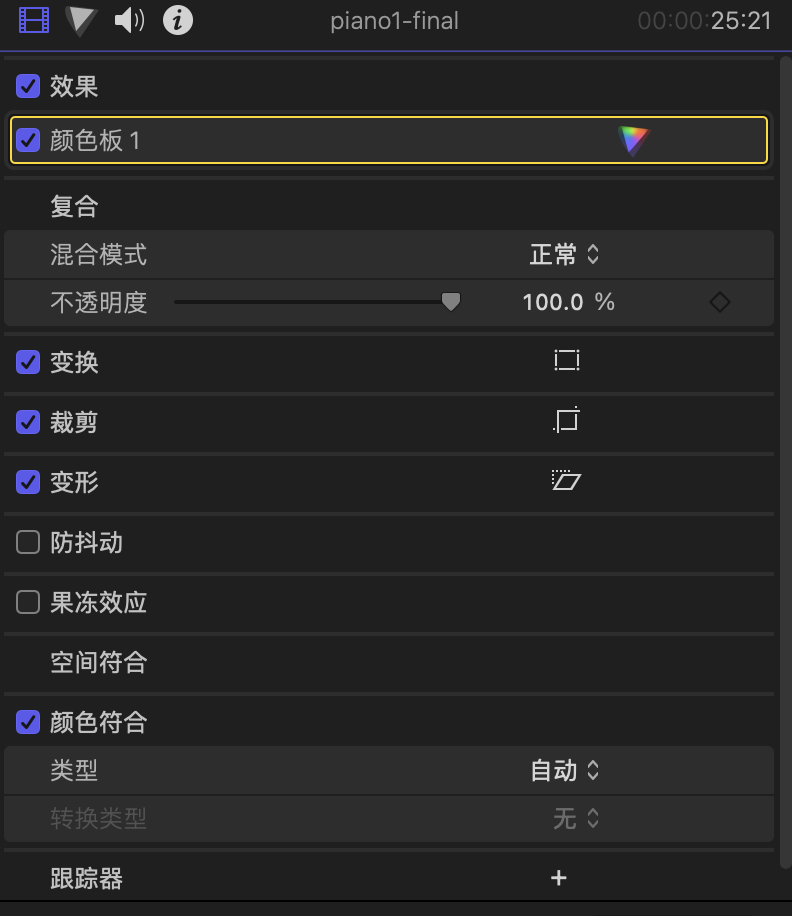 piano1-final 00:00:25:21
效果
颜色板 1
复合
混合模式 正常
不透明度 100.0 %
变换
裁剪
变形
防抖动
果冻效应
空间符合
颜色符合
类型 自动
转换类型 无
跟踪器 +